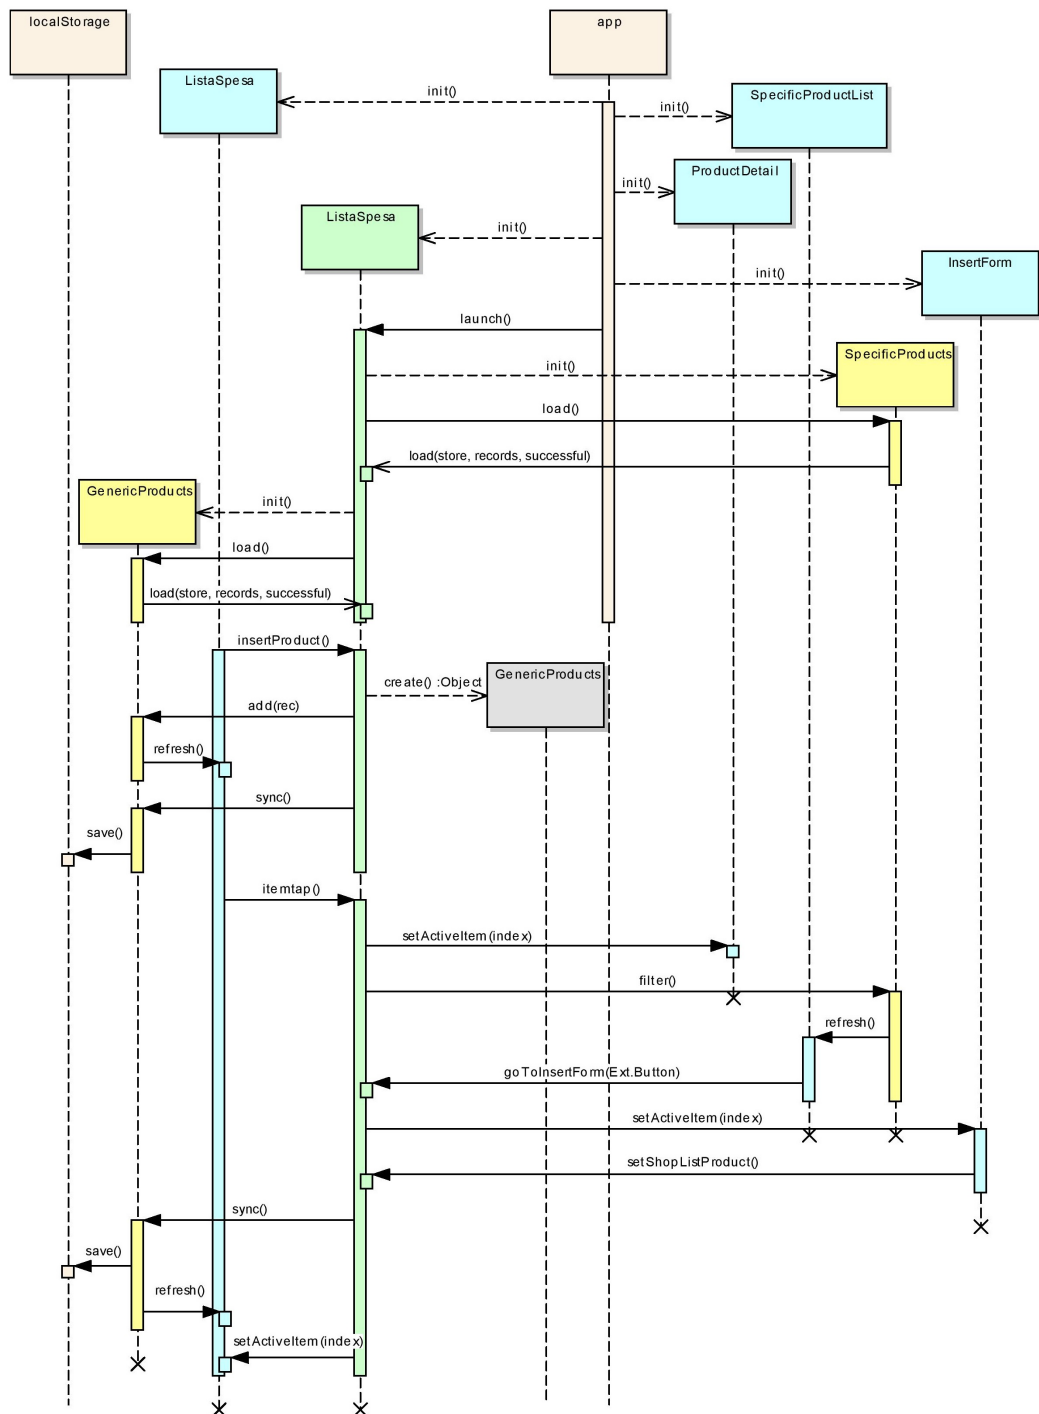 localStorage
app
ListaSpesa
init()
init()
SpecificProductList
init()
ProductDetail
ListaSpesa
init()
init()
InsertForm
launch()
init()
SpecificProducts
load()
load(store, records, successful)
GenericProducts
init()
load()
load(store, records, successful)
insertProduct()
create() :Object
GenericProducts
add(rec)
refresh()
sync()
save()
itemtap()
setActiveItem(index)
filter()
refresh()
goToInsertForm(Ext.Button)
setActiveItem(index)
setShopListProduct()
sync()
save()
refresh()
setActiveItem(index)